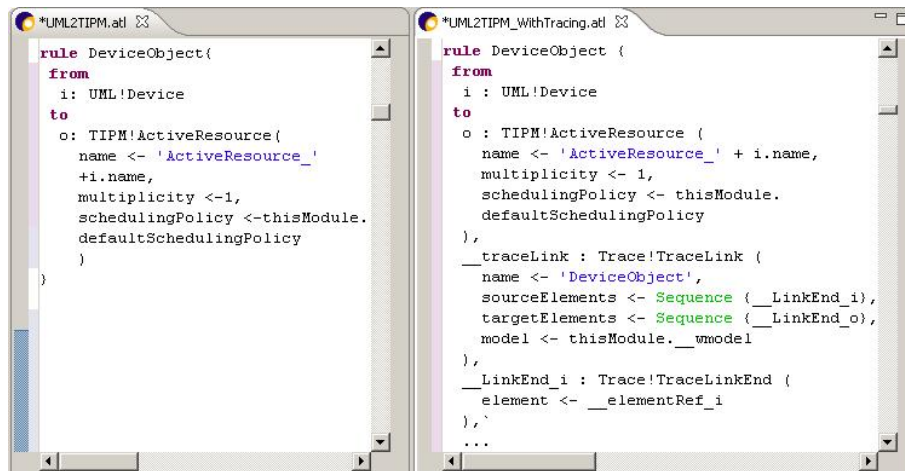 *UML2TIPM.atl
rule DeviceObject{
from
i: UML!Device
to
o: TIPM!ActiveResource(
name <- 'ActiveResource_'
+i.name,
multiplicity <-1,
schedulingPolicy <-thisModule.
defaultSchedulingPolicy
)
}
*UML2TIPM_WithTracing.atl
rule DeviceObject {
from
i : UML!Device
to
o : TIPM!ActiveResource (
name <- 'ActiveResource_' + i.name,
multiplicity <- 1,
schedulingPolicy <- thisModule.
defaultSchedulingPolicy
),
__traceLink : Trace!TraceLink (
name <- 'DeviceObject',
sourceElements <- Sequence {__LinkEnd_i},
targetElements <- Sequence {__LinkEnd_o},
model <- thisModule.__wmodel
),
__LinkEnd_i : Trace!TraceLinkEnd (
element <- __elementRef_i
),`
...